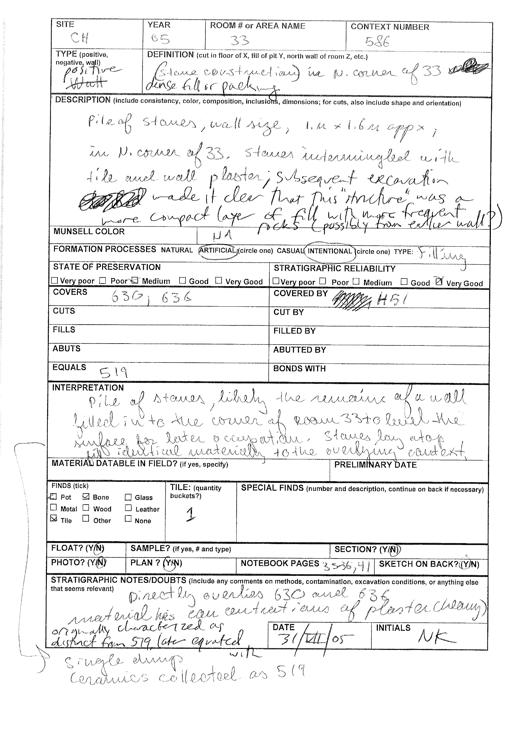 SITE YEAR ROOM # or AREA NAME CONTEXT NUMBER
CH 05 33 586
TYPE (positive, negative, wall) DEFINITION (cut in floor of X, fill of pit Y, north wall of room Z, etc.)
positive (stone construction) in N. corner of 33
Wall dense fill or packing
DESCRIPTION (include consistency, color, composition, inclusions, dimensions; for cuts, also include shape and orientation)
Pile of stones, wall size, 1.M x 1.6M appx,
in N. corner of 33. Stones intermingled with
tile and wall plaster; subsequent excavation
made it clear that this "structure" was a
more compact layer of fill with more frequent
rocks (possibly from earlier wall?)
MUNSELL COLOR NA
FORMATION PROCESSES NATURAL ARTIFICIAL (circle one) CASUAL INTENTIONAL (circle one) TYPE: filling
STATE OF PRESERVATION STRATIGRAPHIC RELIABILITY
Very poor Poor Medium Good Very Good Very poor Poor Medium Good Very Good
COVERS 630, 636 COVERED BY H51
CUTS CUT BY
FILLS FILLED BY
ABUTS ABUTTED BY
EQUALS 519 BONDS WITH
INTERPRETATION
Pile of stones, likely the remains of a wall
filled in to the corner of room 33 to level the
surface for later occupation. Stones lay atop
fill identical materially to the overlying context,
MATERIAL DATABLE IN FIELD? (if yes, specify) PRELIMINARY DATE
FINDS (tick) TILE: (quantity buckets?) SPECIAL FINDS (number and description, continue on back if necessary)
Pot Bone Glass
Metal Wood Leather 1
Tile Other None
FLOAT? (Y/N) SAMPLE? (if yes, # and type) SECTION? (Y/N)
PHOTO? (Y/N) PLAN ? (Y/N) NOTEBOOK PAGES 35-36, 41 SKETCH ON BACK? (Y/N)
STRATIGRAPHIC NOTES/DOUBTS (Include any comments on methods, contamination, excavation conditions, or anything else
that seems relevant) Directly overlies 630 and 636
material has concentrations of plaster (heavy)
originally characterized as
distinct from 519, later equated with
DATE 31/VII/05 INITIALS NK
Single dump
Ceramics collected as 519